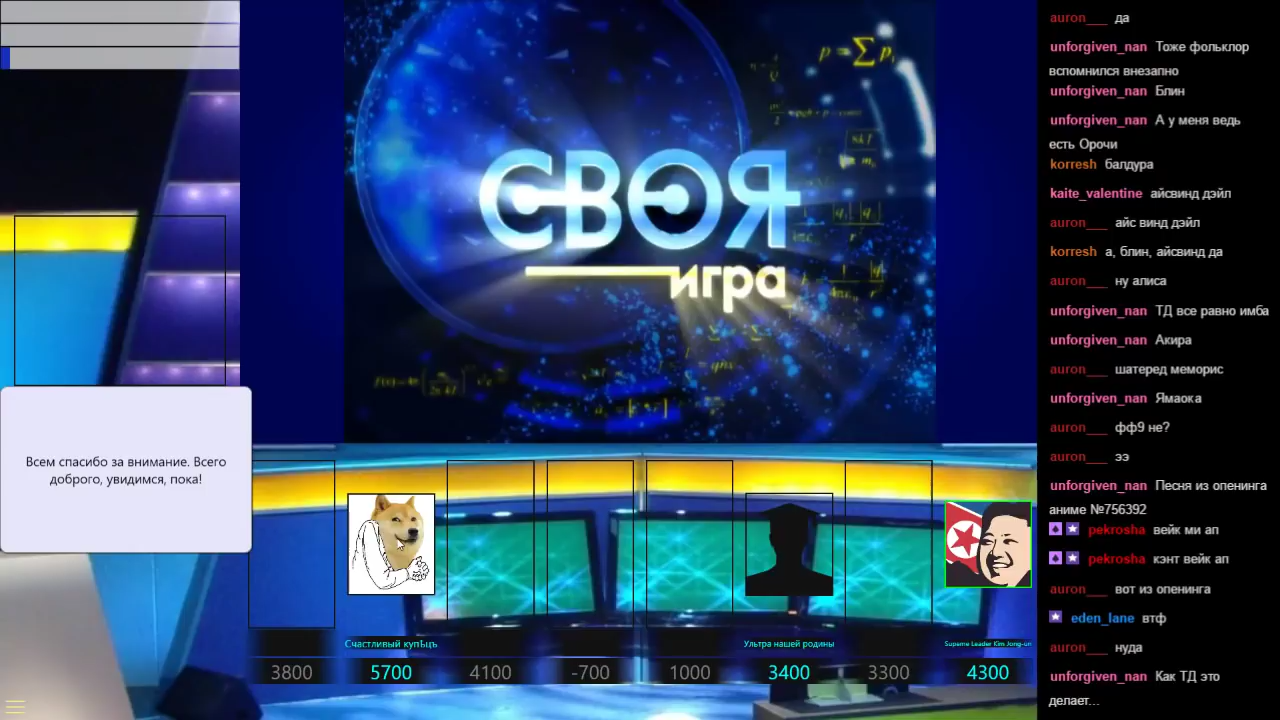 СВОЯ
игра
Всем спасибо за внимание. Всего
доброго, увидимся, пока!
Счастливый купѣцъ
Ультра нашей родины
Supeme Leader Kim Jong-un
3800
5700
4100
-700
1000
3400
3300
4300
auron___ да
unforgiven_nan Тоже фольклор
вспомнился внезапно
unforgiven_nan Блин
unforgiven_nan А у меня ведь
есть Орочи
korresh балдура
kaite_valentine айсвинд дэйл
auron___ айс винд дэйл
korresh а, блин, айсвинд да
auron___ ну алиса
unforgiven_nan ТД все равно имба
unforgiven_nan Акира
auron___ шатеред меморис
unforgiven_nan Ямаока
auron___ фф9 не?
auron___ ээ
unforgiven_nan Песня из опенинга
аниме №756392
pekrosha вейк ми ап
pekrosha кэнт вейк ап
auron___ вот из опенинга
eden_lane втф
auron___ нуда
unforgiven_nan Как ТД это
делает...